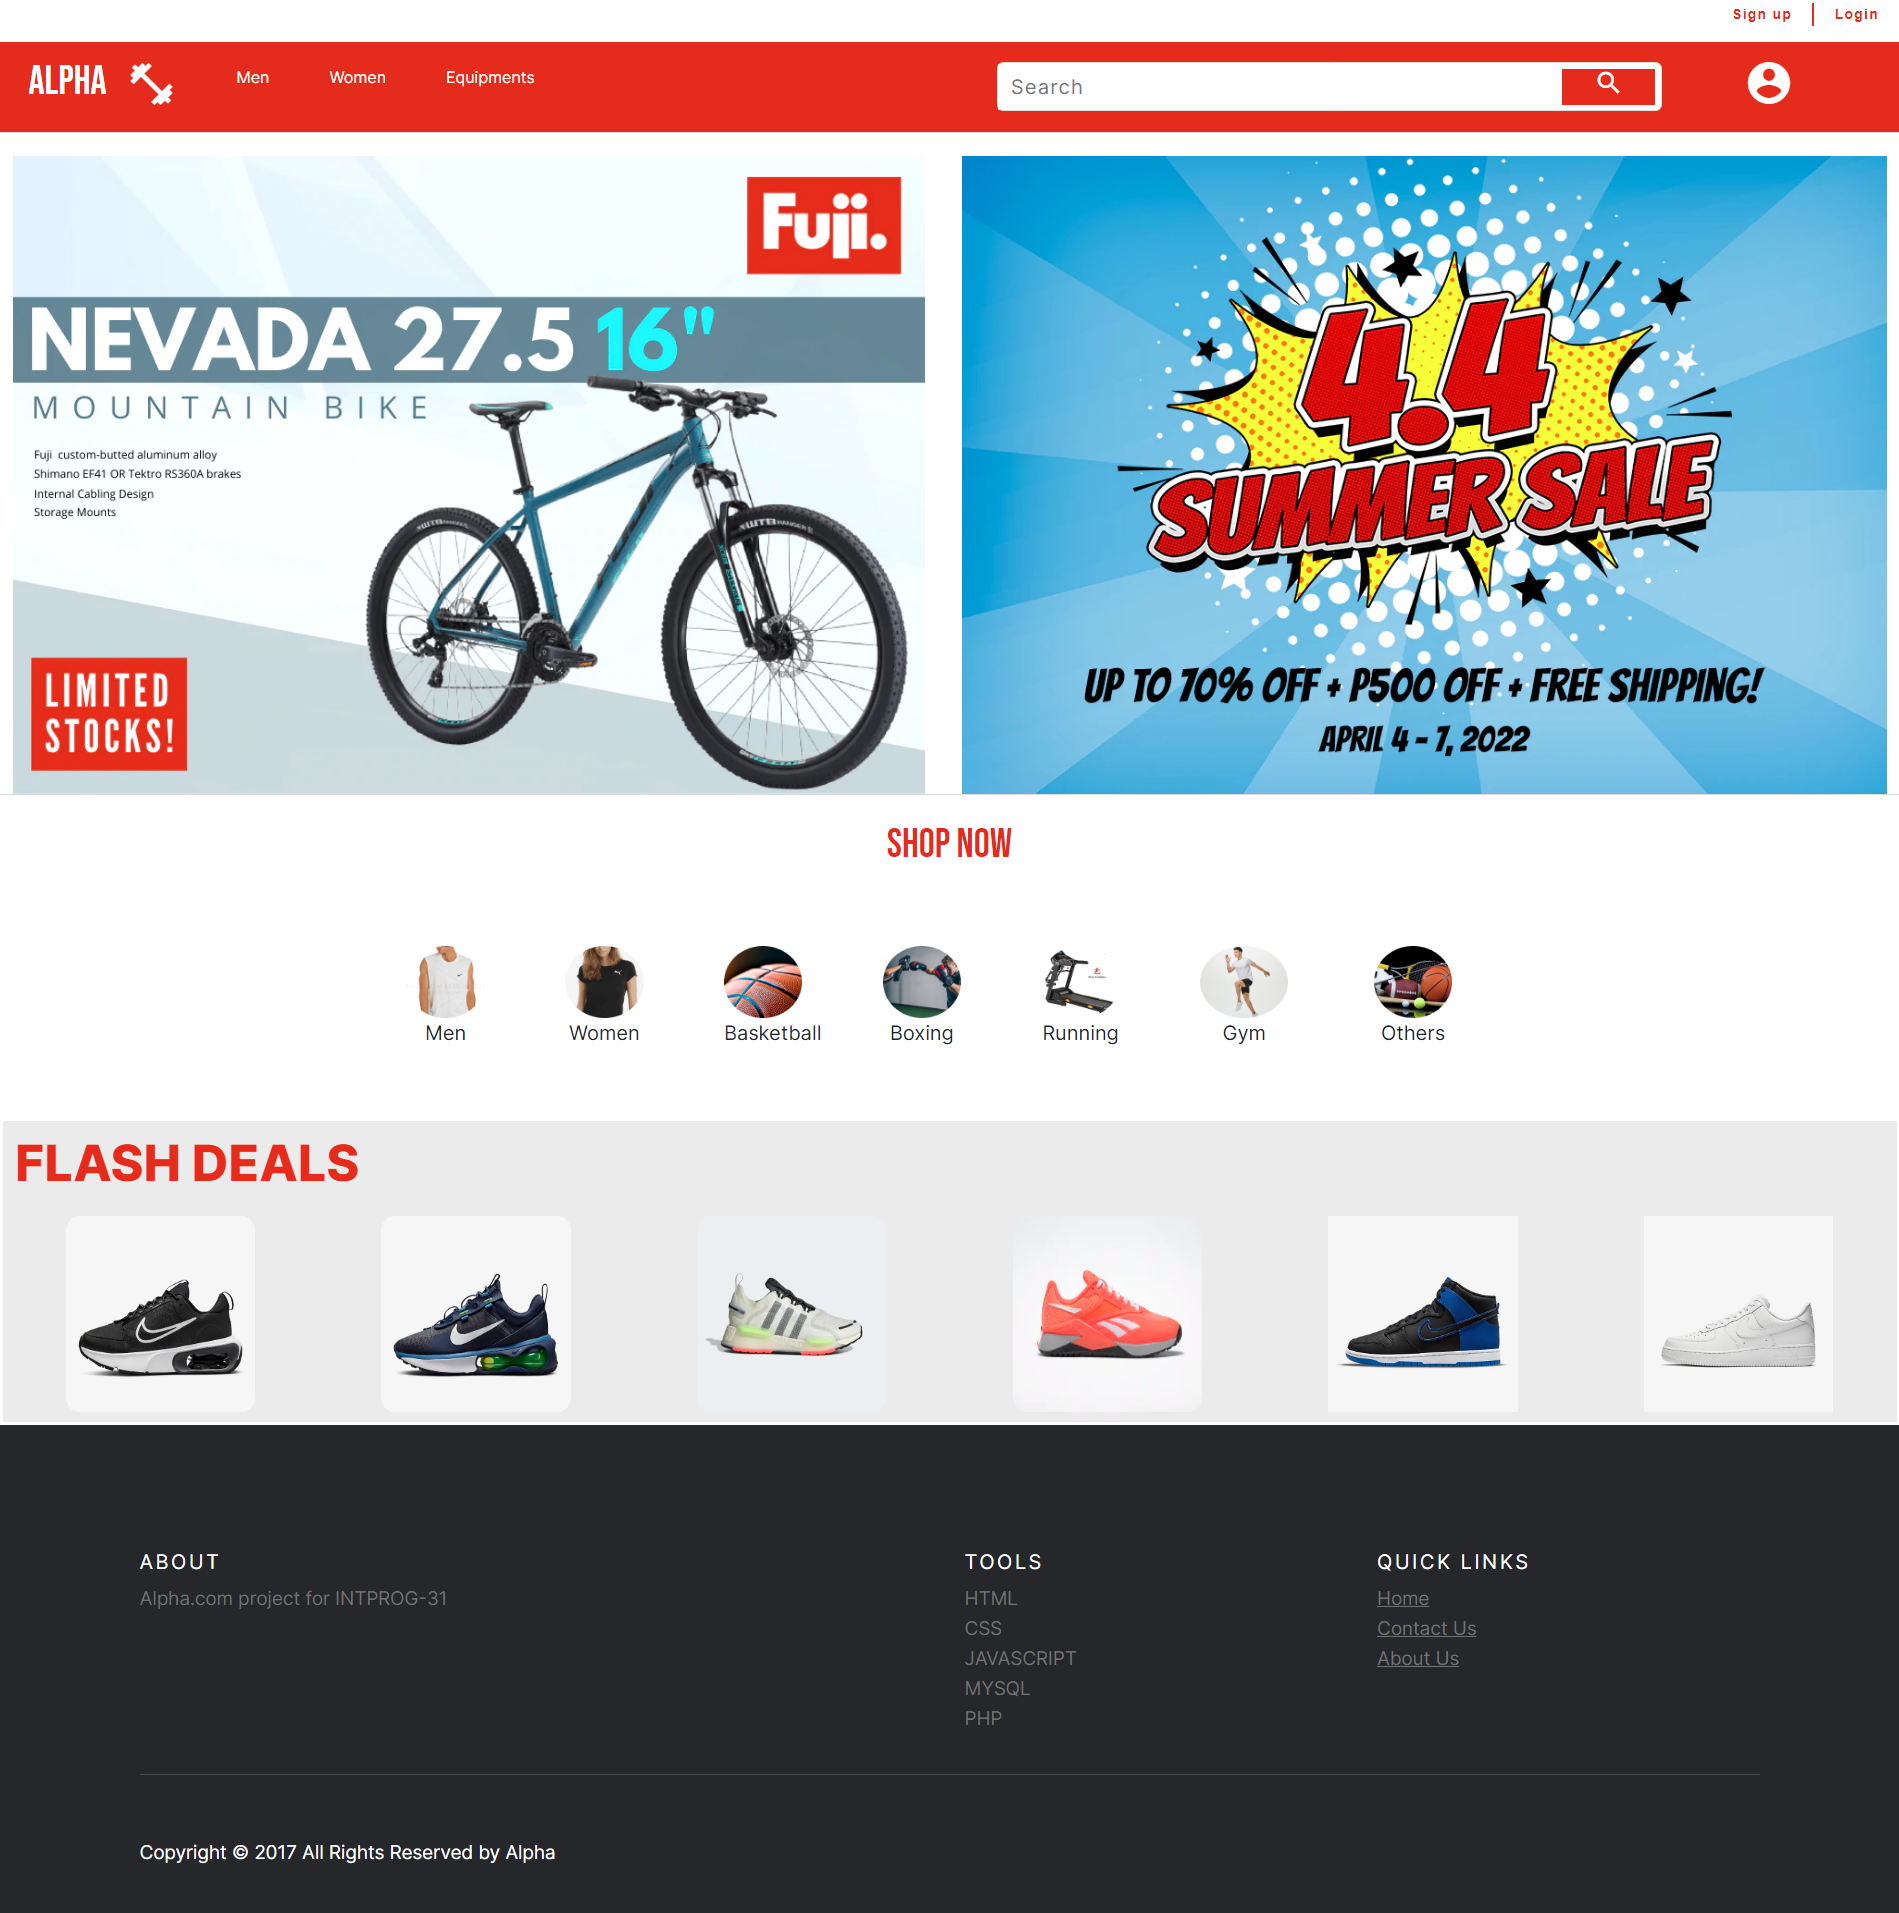 Sign up
Login
ALPHA
Men
Women
Equipments
Search
Fuji.
NEVADA 27.5 16"
MOUNTAIN BIKE
Fuji custom-butted aluminum alloy
Shimano EF41 OR Tektro RS360A brakes
Internal Cabling Design
Storage Mounts
WTB RANGER
WTB RANGER
LIMITED
STOCKS!
4.4
SUMMER SALE
UP TO 70% OFF + P500 OFF + FREE SHIPPING!
APRIL 4 - 7, 2022
SHOP NOW
Men
Women
Basketball
Boxing
Running
Gym
Others
FLASH DEALS
ABOUT
Alpha.com project for INTPROG-31
TOOLS
HTML
CSS
JAVASCRIPT
MYSQL
PHP
QUICK LINKS
Home
Contact Us
About Us
Copyright © 2017 All Rights Reserved by Alpha